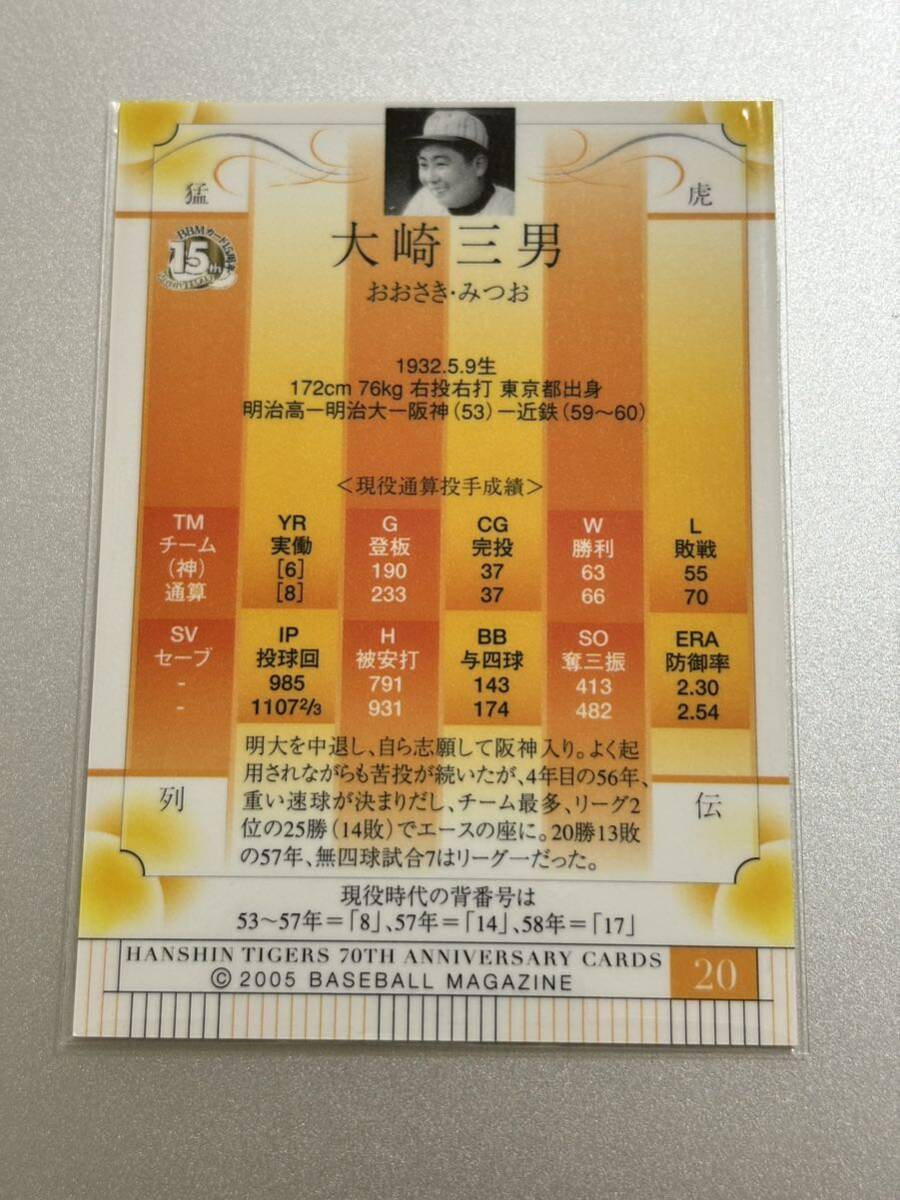 猛
虎
BBMカード15周年
15th
ANNIVERSARY
大崎三男
おおさき・みつお
1932.5.9生
172cm 76kg 右投右打 東京都出身
明治高ー明治大ー阪神(53)ー近鉄(59〜60)
＜現役通算投手成績＞
TM YR G CG W L
チーム 実働 登板 完投 勝利 敗戦
(神) [6] 190 37 63 55
通算 [8] 233 37 66 70
SV IP H BB SO ERA
セーブ 投球回 被安打 与四球 奪三振 防御率
- 985 791 143 413 2.30
- 1107 2/3 931 174 482 2.54
明大を中退し、自ら志願して阪神入り。よく起
用されながらも苦投が続いたが、4年目の56年、
重い速球が決まりだし、チーム最多、リーグ2
位の25勝(14敗)でエースの座に。20勝13敗
の57年、無四球試合7はリーグ一だった。
列
伝
現役時代の背番号は
53〜57年＝「8」、57年＝「14」、58年＝「17」
HANSHIN TIGERS 70TH ANNIVERSARY CARDS
© 2005 BASEBALL MAGAZINE
20